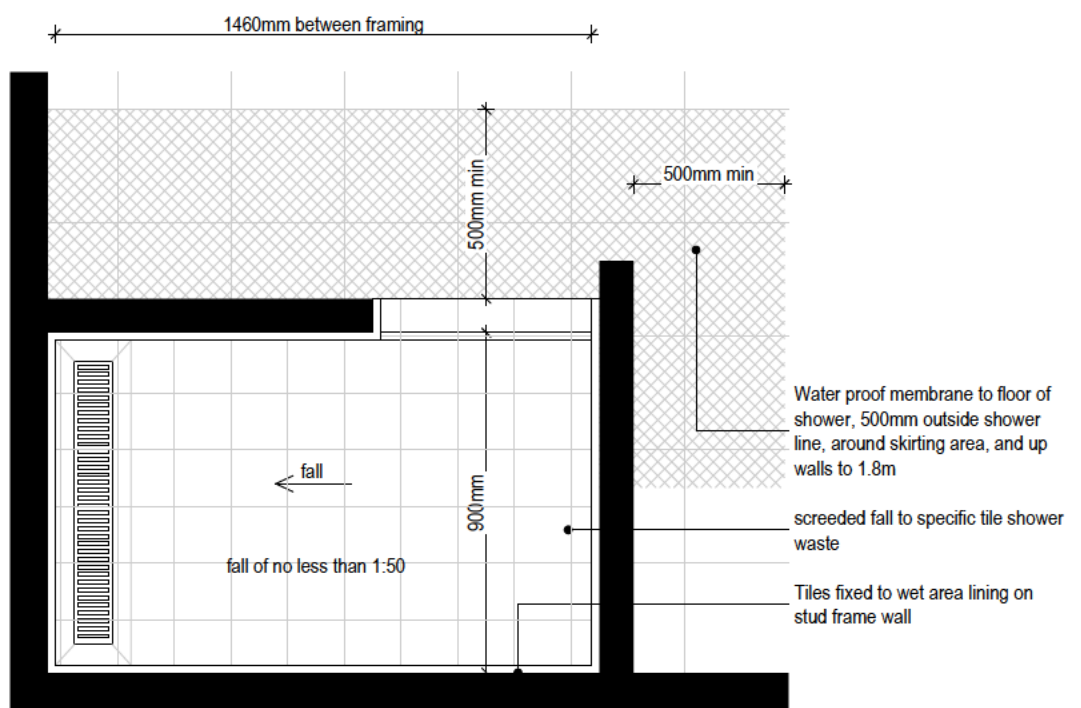 1460mm between framing
500mm min
500mm min
Water proof membrane to floor of
shower, 500mm outside shower
line, around skirting area, and up
walls to 1.8m
fall
900mm
screeded fall to specific tile shower
waste
fall of no less than 1:50
Tiles fixed to wet area lining on
stud frame wall